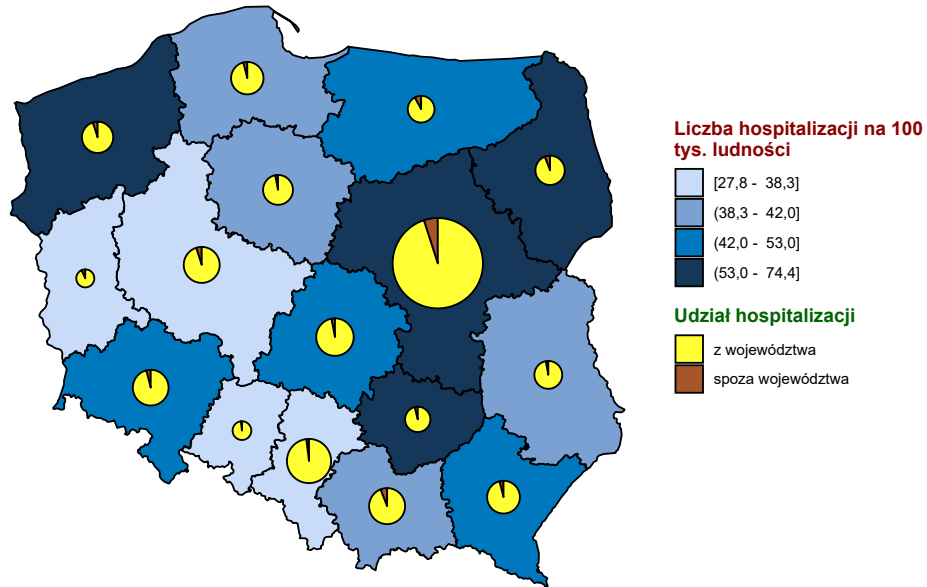 Liczba hospitalizacji na 100
tys. ludności
[27,8 - 38,3]
(38,3 - 42,0]
(42,0 - 53,0]
(53,0 - 74,4]
Udział hospitalizacji
z województwa
spoza województwa